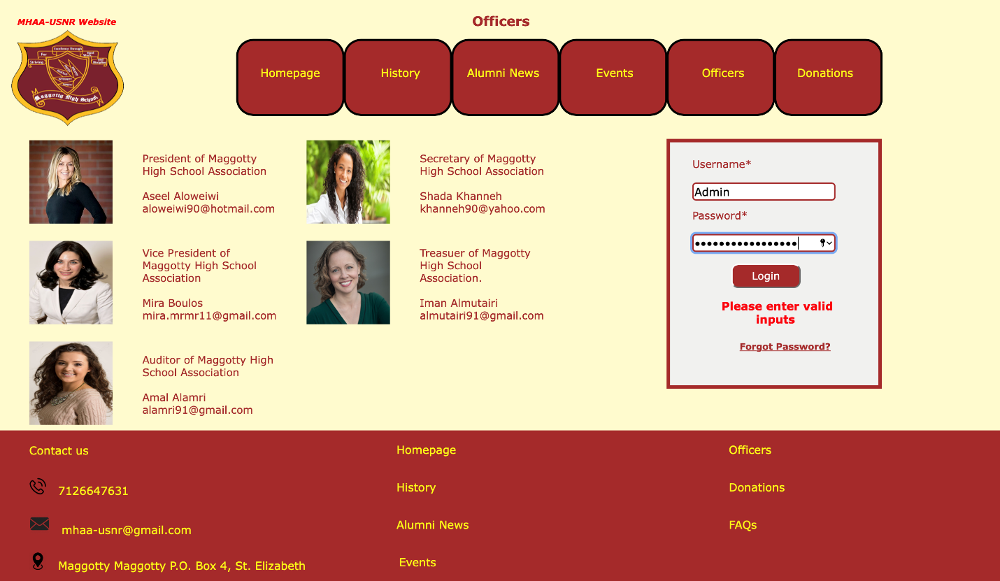 MHAA-USNR Website
Officers
For
Striving
Excellence Through
Hard
Work
and
Discipline
INTEGRITY
Maggotty High School
Homepage
History
Alumni News
Events
Officers
Donations
President of Maggotty
High School Association
Aseel Aloweiwi
aloweiwi90@hotmail.com
Secretary of Maggotty
High School Association
Shada Khanneh
khanneh90@yahoo.com
Vice President of
Maggotty High School
Association
Mira Boulos
mira.mrmr11@gmail.com
Treasuer of Maggotty
High School
Association.
Iman Almutairi
almutairi91@gmail.com
Auditor of Maggotty High
School Association
Amal Alamri
alamri91@gmail.com
Username*
Admin
Password*
Login
Please enter valid
inputs
Forgot Password?
Contact us
7126647631
mhaa-usnr@gmail.com
Maggotty Maggotty P.O. Box 4, St. Elizabeth
Homepage
History
Alumni News
Events
Officers
Donations
FAQs